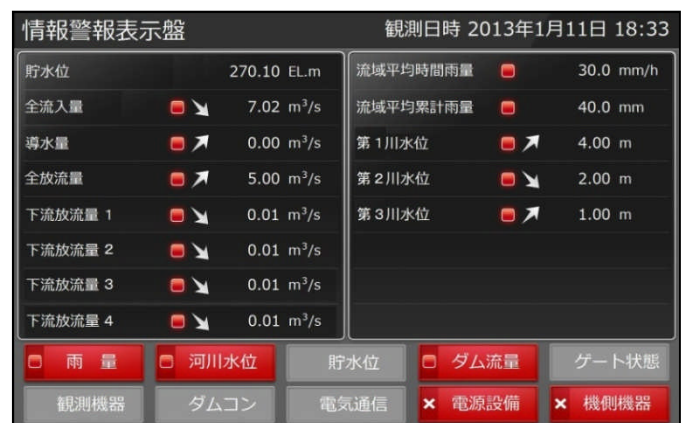 情報警報表示盤 観測日時 2013年1月11日 18:33
貯水位 270.10 EL.m
全流入量 7.02 m³/s
導水量 0.00 m³/s
全放流量 5.00 m³/s
下流放流量 1 0.01 m³/s
下流放流量 2 0.01 m³/s
下流放流量 3 0.01 m³/s
下流放流量 4 0.01 m³/s
流域平均時間雨量 30.0 mm/h
流域平均累計雨量 40.0 mm
第1川水位 4.00 m
第2川水位 2.00 m
第3川水位 1.00 m
雨 量 河川水位 貯水位 ダム流量 ゲート状態
観測機器 ダムコン 電気通信 電源設備 機側機器